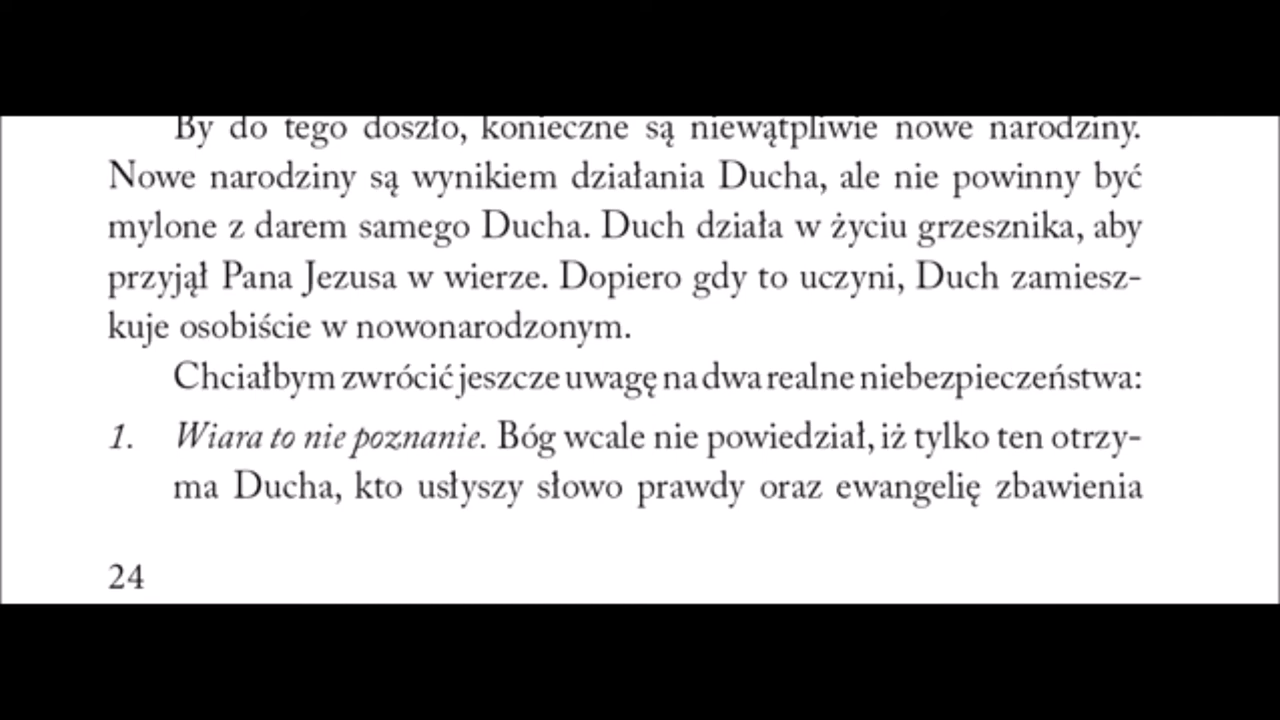 By do tego doszło, konieczne są niewątpliwie nowe narodziny.
Nowe narodziny są wynikiem działania Ducha, ale nie powinny być
mylone z darem samego Ducha. Duch działa w życiu grzesznika, aby
przyjął Pana Jezusa w wierze. Dopiero gdy to uczyni, Duch zamiesz-
kuje osobiście w nowonarodzonym.
Chciałbym zwrócić jeszcze uwagę na dwa realne niebezpieczeństwa:
1. Wiara to nie poznanie. Bóg wcale nie powiedział, iż tylko ten otrzy-
ma Ducha, kto usłyszy słowo prawdy oraz ewangelię zbawienia
24